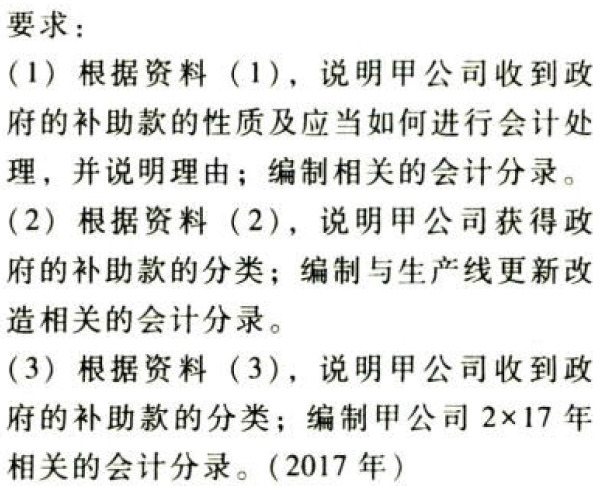 要求：
(1) 根据资料 (1)，说明甲公司收到政
府的补助款的性质及应当如何进行会计处
理，并说明理由；编制相关的会计分录。
(2) 根据资料 (2)，说明甲公司获得政
府的补助款的分类；编制与生产线更新改
造相关的会计分录。
(3) 根据资料 (3)，说明甲公司收到政
府的补助款的分类；编制甲公司 2×17 年
相关的会计分录。(2017 年)